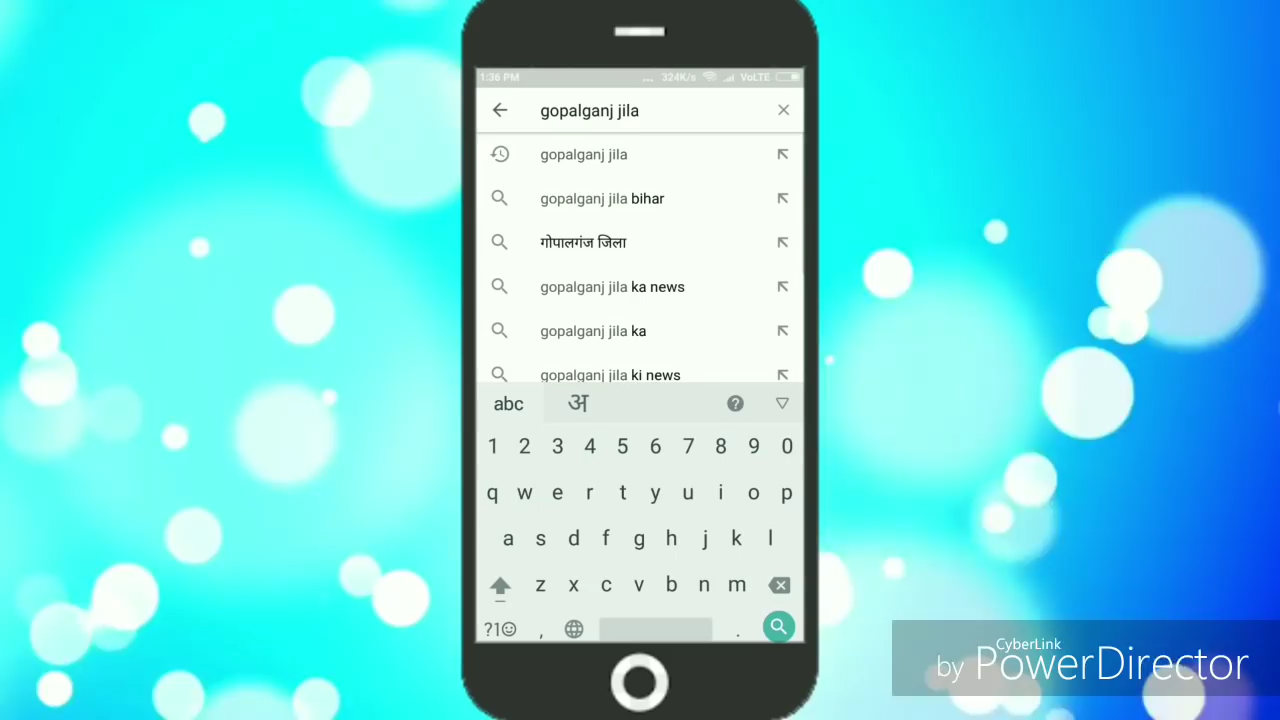 1:36 PM ... 324K/s VoLTE
gopalganj jila
gopalganj jila
gopalganj jila bihar
गोपालगंज जिला
gopalganj jila ka news
gopalganj jila ka
gopalganj jila ki news
abc अ ?
1 2 3 4 5 6 7 8 9 0
q w e r t y u i o p
a s d f g h j k l
z x c v b n m
?1☺ , .
CyberLink
by PowerDirector